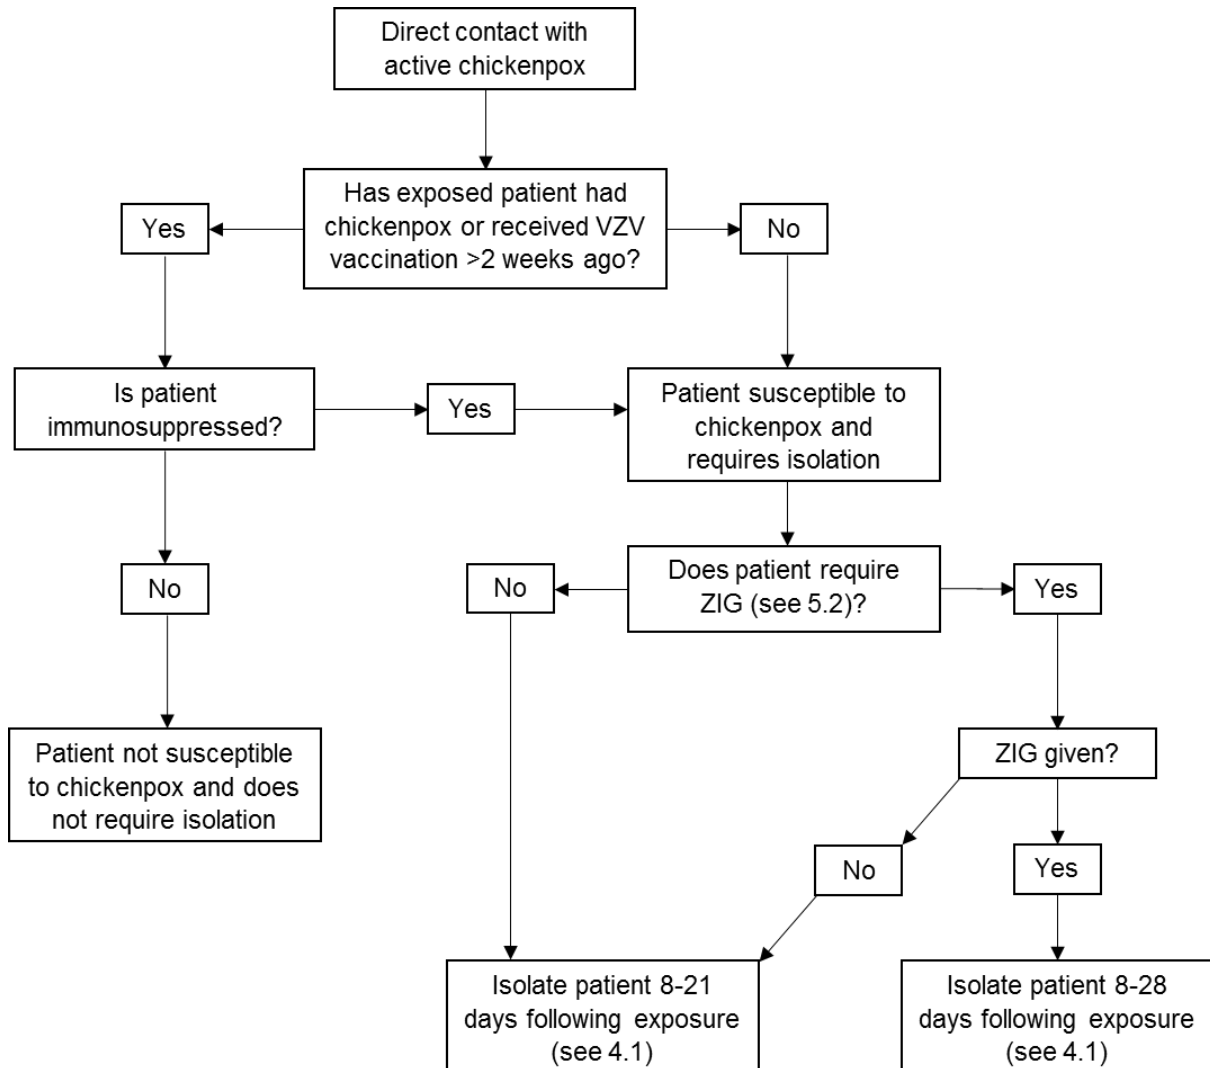 Direct contact with
active chickenpox
Has exposed patient had
chickenpox or received VZV
vaccination >2 weeks ago?
Yes
No
Is patient
immunosuppressed?
Yes
Patient susceptible to
chickenpox and
requires isolation
No
No
Does patient require
ZIG (see 5.2)?
Yes
Patient not susceptible
to chickenpox and does
not require isolation
ZIG given?
No
Yes
Isolate patient 8-21
days following exposure
(see 4.1)
Isolate patient 8-28
days following exposure
(see 4.1)